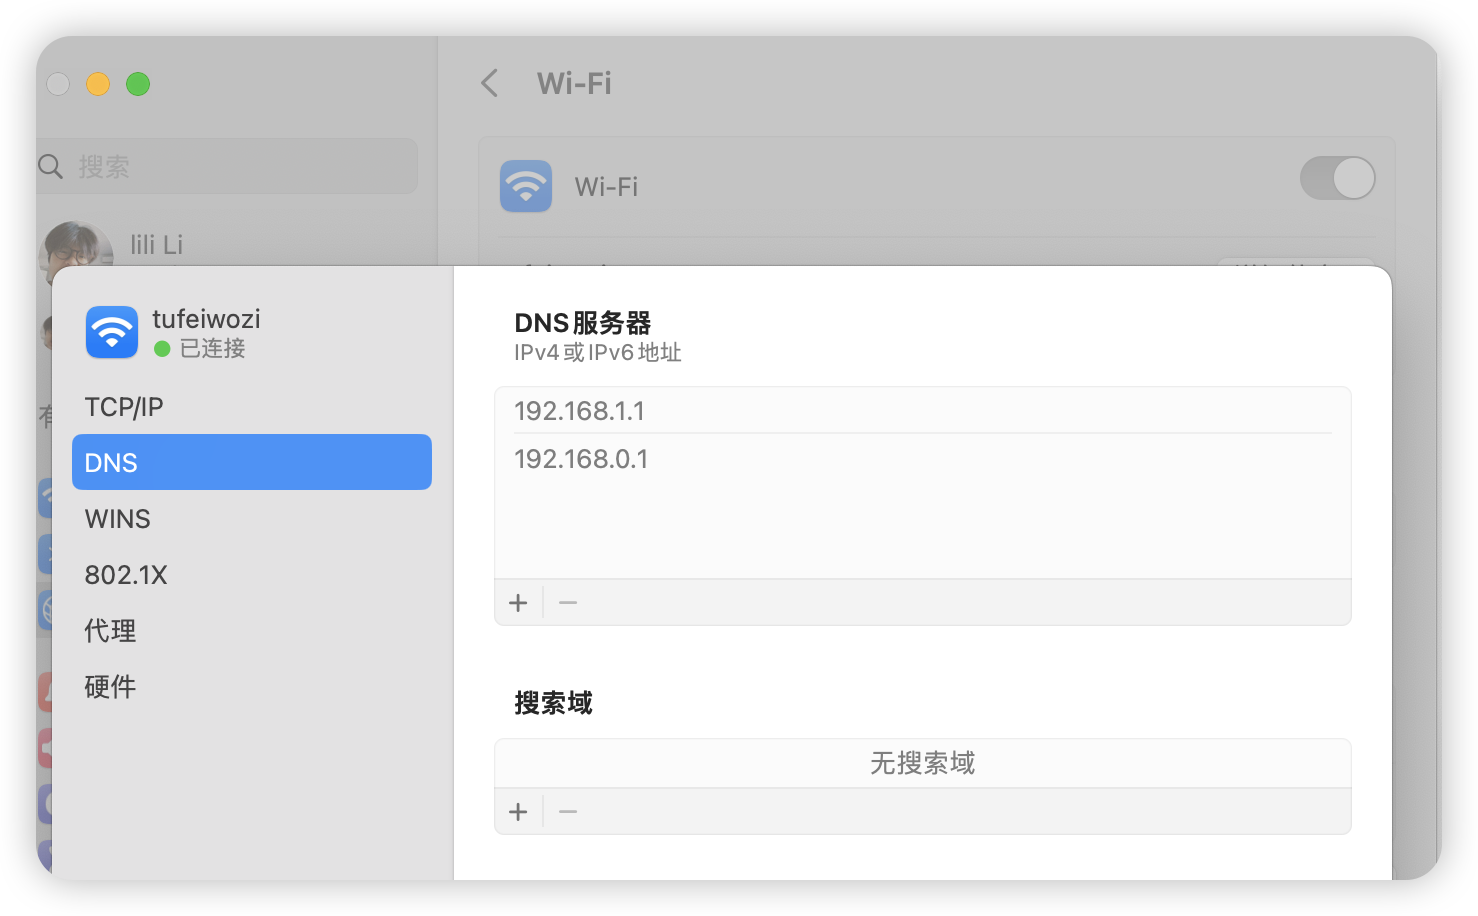 Wi-Fi
搜索
Wi-Fi
lili Li
tufeiwozi
已连接
TCP/IP
DNS
WINS
802.1X
代理
硬件
DNS服务器
IPv4或IPv6地址
192.168.1.1
192.168.0.1
搜索域
无搜索域